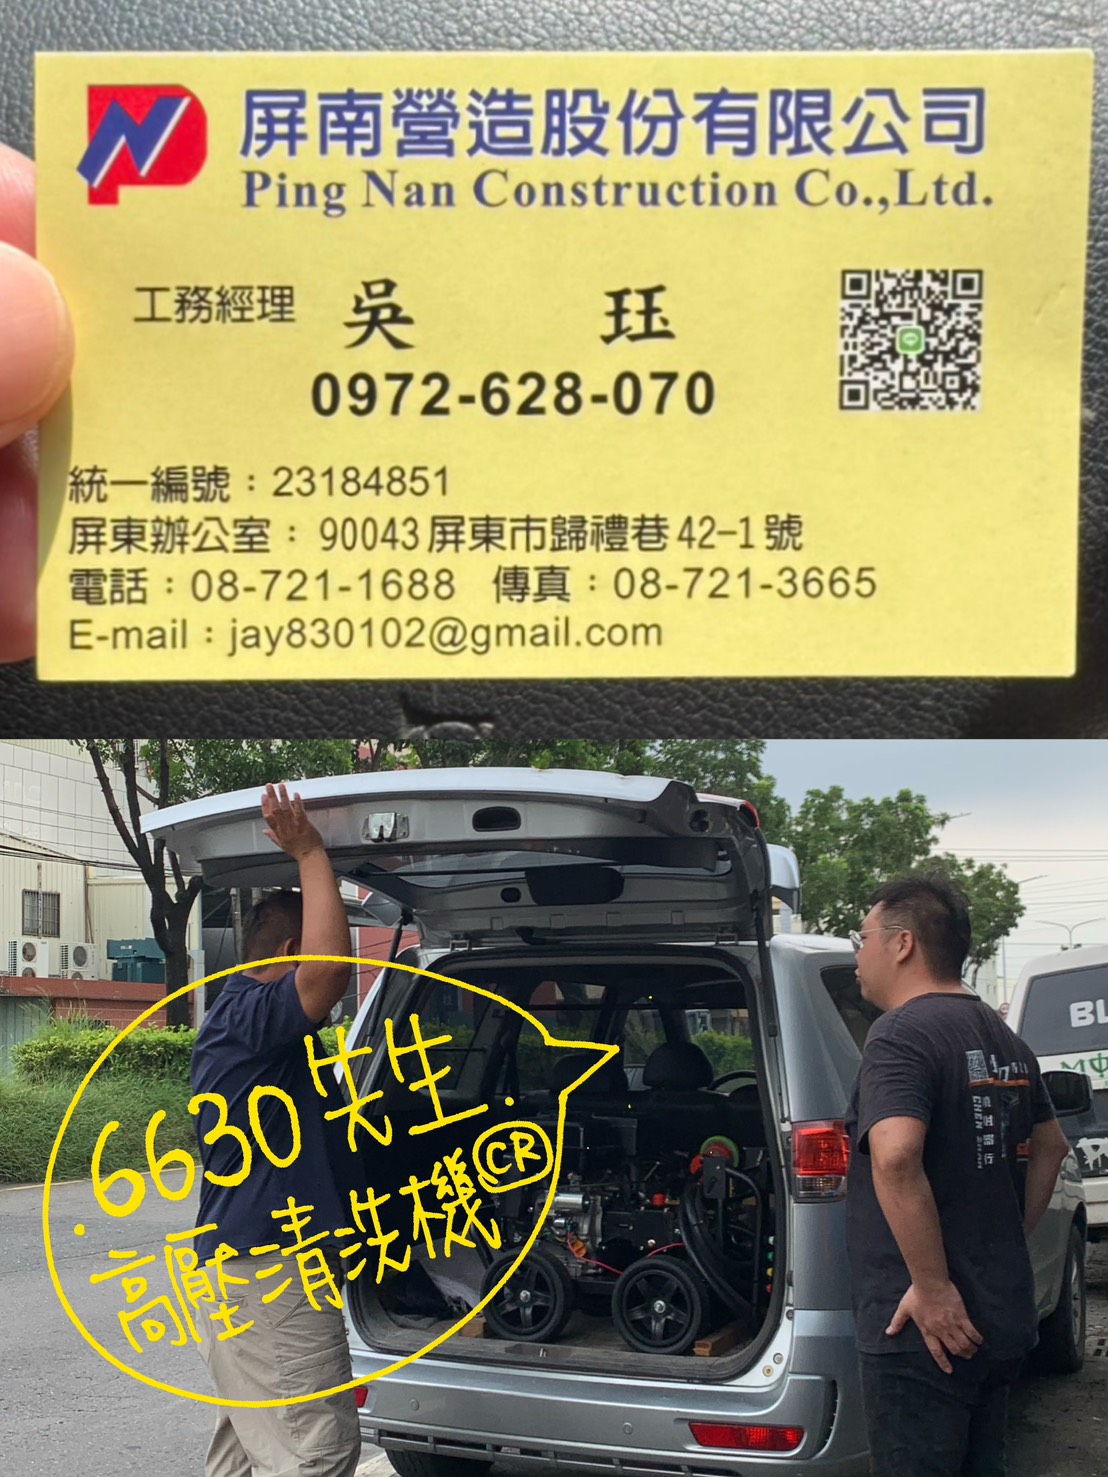 屏南營造股份有限公司
Ping Nan Construction Co.,Ltd.
工務經理 吳 珏
0972-628-070
統一編號：23184851
屏東辦公室： 90043 屏東市歸禮巷 42-1 號
電話：08-721-1688 傳真：08-721-3665
E-mail：jay830102@gmail.com
.6630先生.
高壓清洗機 CR
BL